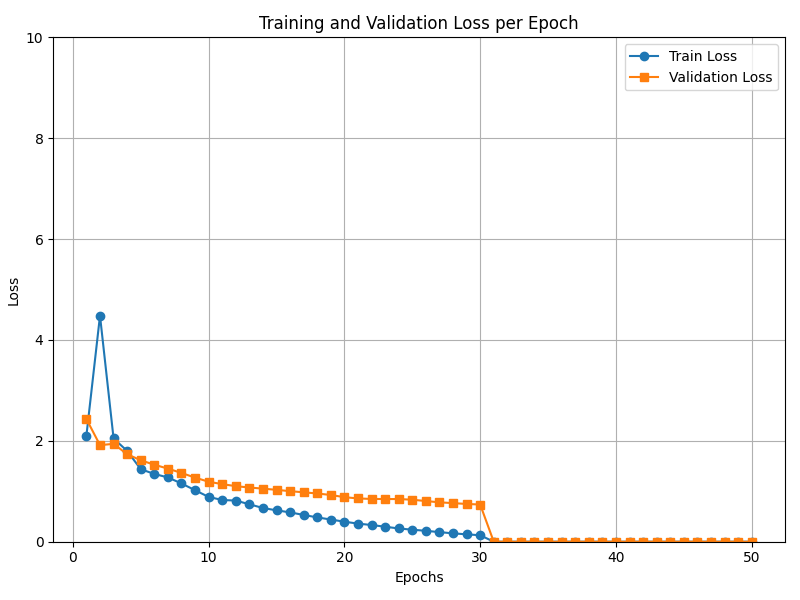 Training and Validation Loss per Epoch
10
8
6
4
2
0
Loss
Train Loss
Validation Loss
0 10 20 30 40 50
Epochs